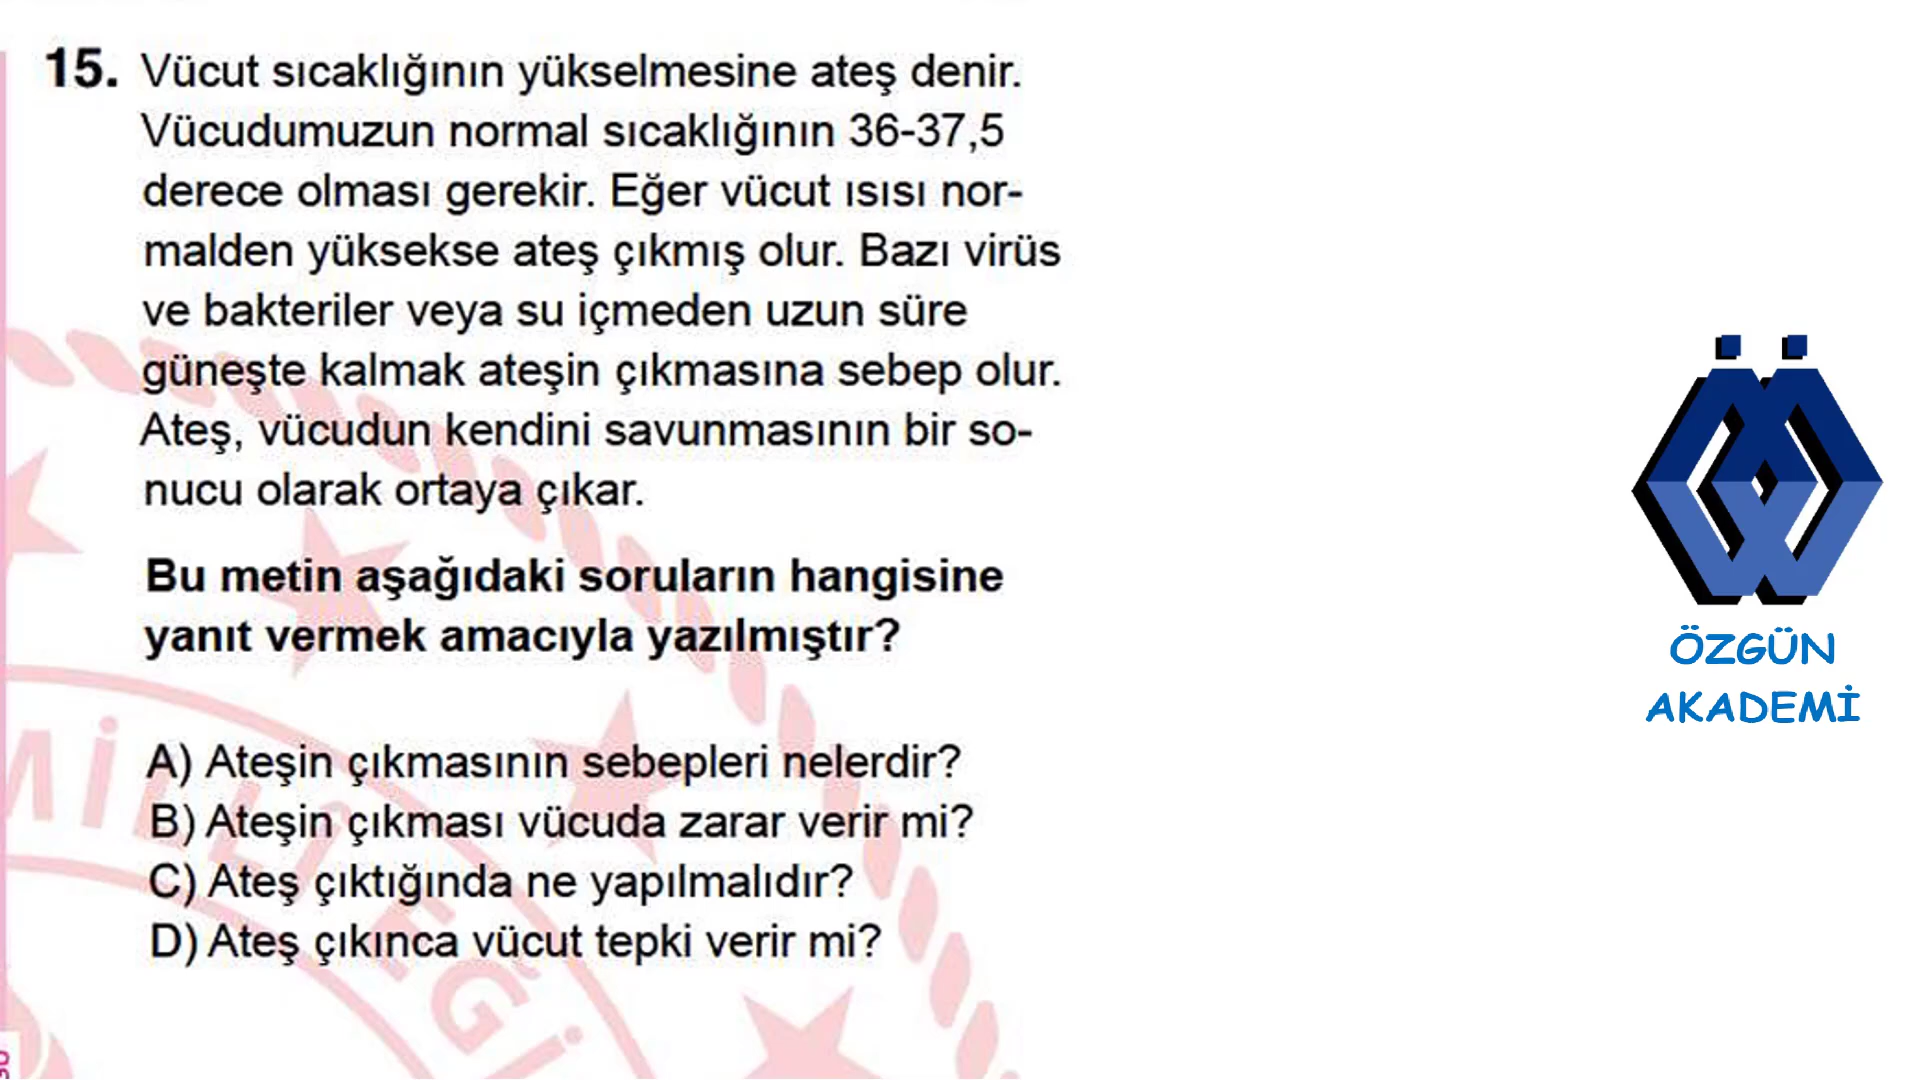 15. Vücut sıcaklığının yükselmesine ateş denir.
Vücudumuzun normal sıcaklığının 36-37,5
derece olması gerekir. Eğer vücut ısısı nor-
malden yüksekse ateş çıkmış olur. Bazı virüs
ve bakteriler veya su içmeden uzun süre
güneşte kalmak ateşin çıkmasına sebep olur.
Ateş, vücudun kendini savunmasının bir so-
nucu olarak ortaya çıkar.
Bu metin aşağıdaki soruların hangisine
yanıt vermek amacıyla yazılmıştır?
A) Ateşin çıkmasının sebepleri nelerdir?
B) Ateşin çıkması vücuda zarar verir mi?
C) Ateş çıktığında ne yapılmalıdır?
D) Ateş çıkınca vücut tepki verir mi?
ÖZGÜN
AKADEMİ
MİLLÎ EĞİ